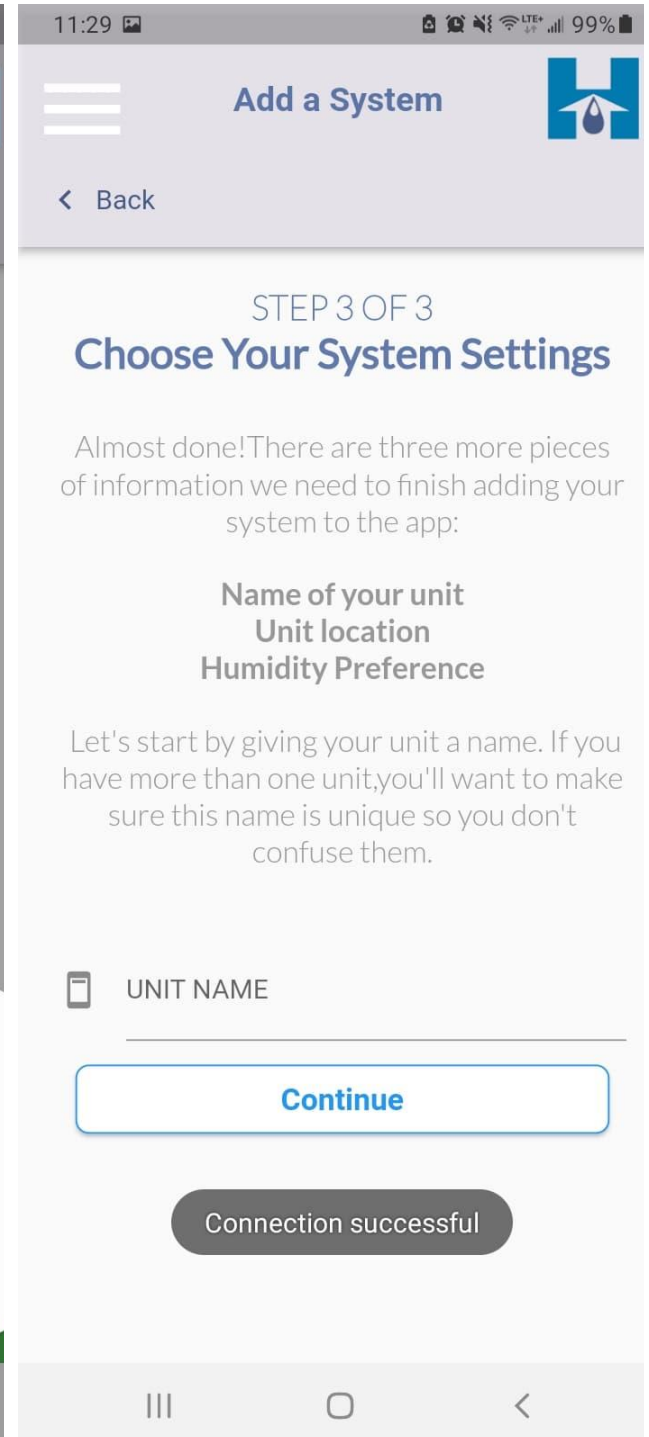 11:29 LTE+ 99%
Add a System
Back
STEP 3 OF 3
Choose Your System Settings
Almost done!There are three more pieces
of information we need to finish adding your
system to the app:
Name of your unit
Unit location
Humidity Preference
Let's start by giving your unit a name. If you
have more than one unit,you'll want to make
sure this name is unique so you don't
confuse them.
UNIT NAME
Continue
Connection successful